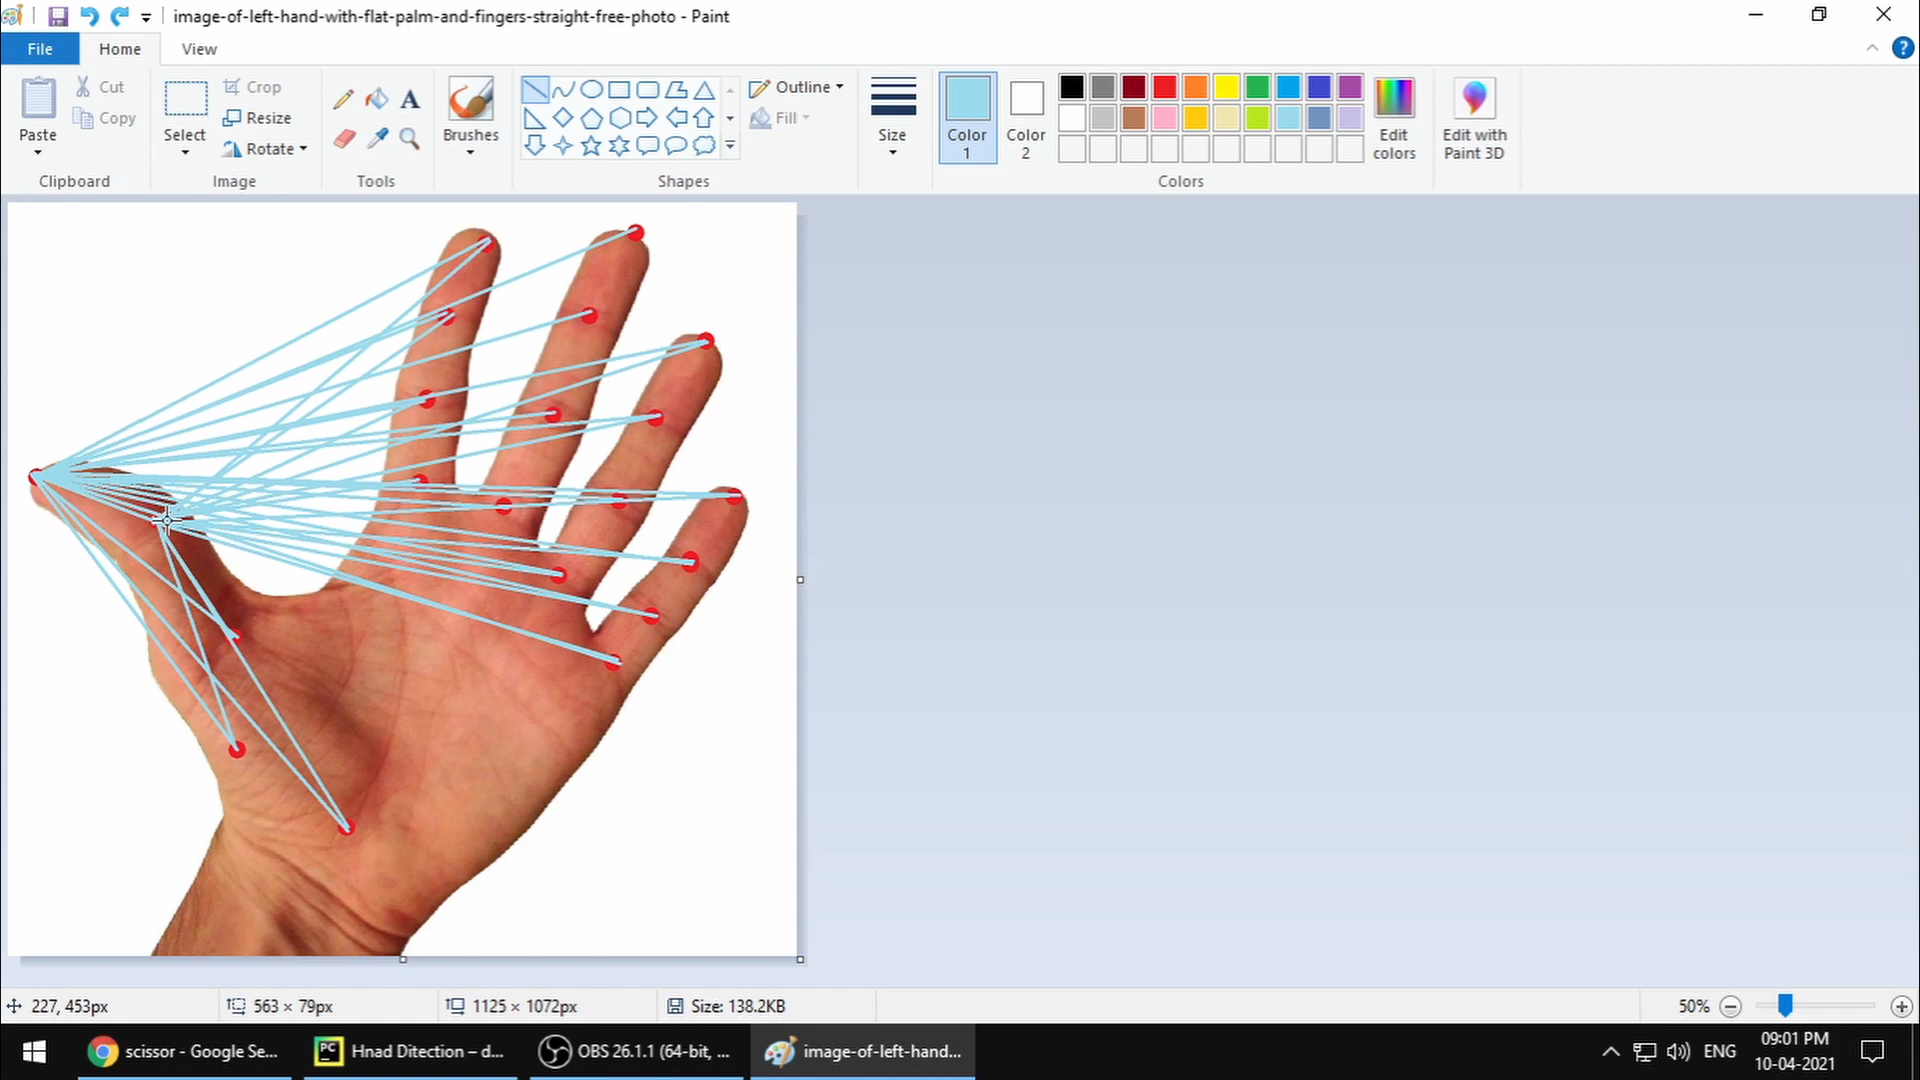 image-of-left-hand-with-flat-palm-and-fingers-straight-free-photo - Paint
File
Home
View
?
Paste
Cut
Copy
Clipboard
Select
Crop
Resize
Rotate
Image
A
Tools
Brushes
Shapes
Outline
Fill
Size
Color
1
Color
2
Colors
Edit
colors
Edit with
Paint 3D
227, 453px
563 × 79px
1125 × 1072px
Size: 138.2KB
50%
scissor - Google Se...
PC
Hnad Ditection – d...
OBS 26.1.1 (64-bit, ...
image-of-left-hand...
ENG
09:01 PM
10-04-2021